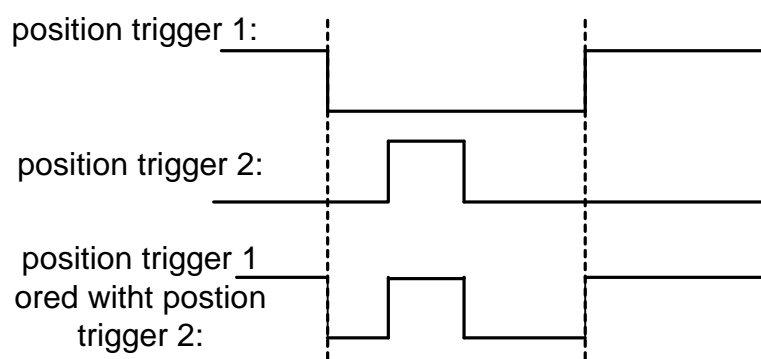 position trigger 1:
position trigger 2:
position trigger 1
ored witht postion
trigger 2: